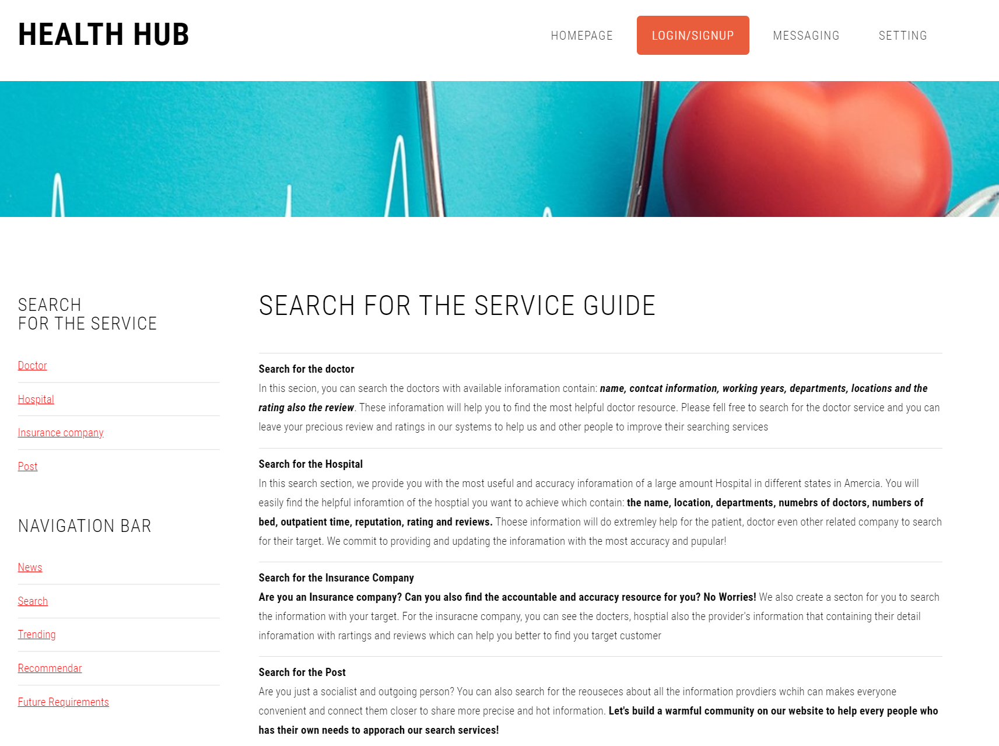 HEALTH HUB
HOMEPAGE
LOGIN/SIGNUP
MESSAGING
SETTING
SEARCH
FOR THE SERVICE
Doctor
Hospital
Insurance company
Post
NAVIGATION BAR
News
Search
Trending
Recommendar
Future Requirements
SEARCH FOR THE SERVICE GUIDE
Search for the doctor
In this secion, you can search the doctors with available inforamation contain: name, contcat information, working years, departments, locations and the
rating also the review. These inforamation will help you to find the most helpful doctor resource. Please fell free to search for the doctor service and you can
leave your precious review and ratings in our systems to help us and other people to improve their searching services
Search for the Hospital
In this search section, we provide you with the most useful and accuracy inforamation of a large amount Hospital in different states in Amercia. You will
easily find the helpful inforamtion of the hosptial you want to achieve which contain: the name, location, departments, numebrs of doctors, numbers of
bed, outpatient time, reputation, rating and reviews. Thoese information will do extremley help for the patient, doctor even other related company to search
for their target. We commit to providing and updating the inforamation with the most accuracy and pupular!
Search for the Insurance Company
Are you an Insurance company? Can you also find the accountable and accuracy resource for you? No Worries! We also create a secton for you to search
the information with your target. For the insuracne company, you can see the docters, hosptial also the provider's information that containing their detail
inforamation with rartings and reviews which can help you better to find you target customer
Search for the Post
Are you just a socialist and outgoing person? You can also search for the reouseces about all the information provdiers wchih can makes everyone
convenient and connect them closer to share more precise and hot information. Let's build a warmful community on our website to help every people who
has their own needs to apporach our search services!